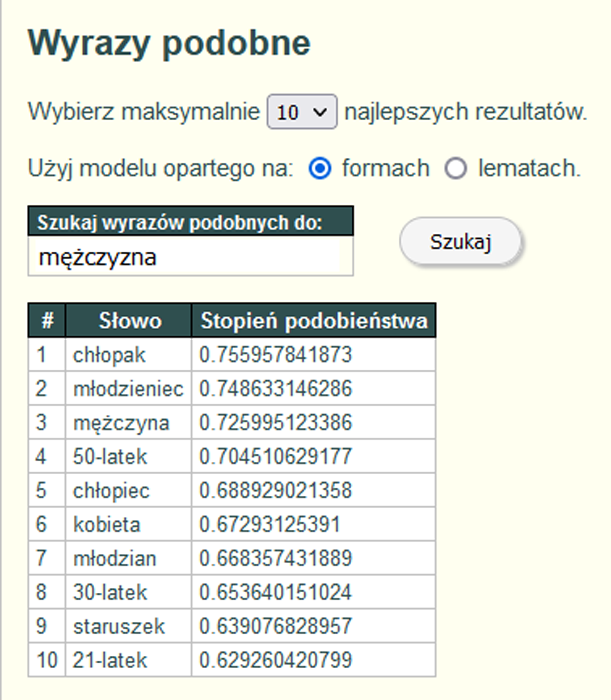 Wyrazy podobne
Wybierz maksymalnie 10 najlepszych rezultatów.
Użyj modelu opartego na: formach lematach.
Szukaj wyrazów podobnych do:
mężczyzna
Szukaj
# Słowo Stopień podobieństwa
1 chłopak 0.755957841873
2 młodzieniec 0.748633146286
3 mężczyna 0.725995123386
4 50-latek 0.704510629177
5 chłopiec 0.688929021358
6 kobieta 0.67293125391
7 młodzian 0.668357431889
8 30-latek 0.653640151024
9 staruszek 0.639076828957
10 21-latek 0.629260420799